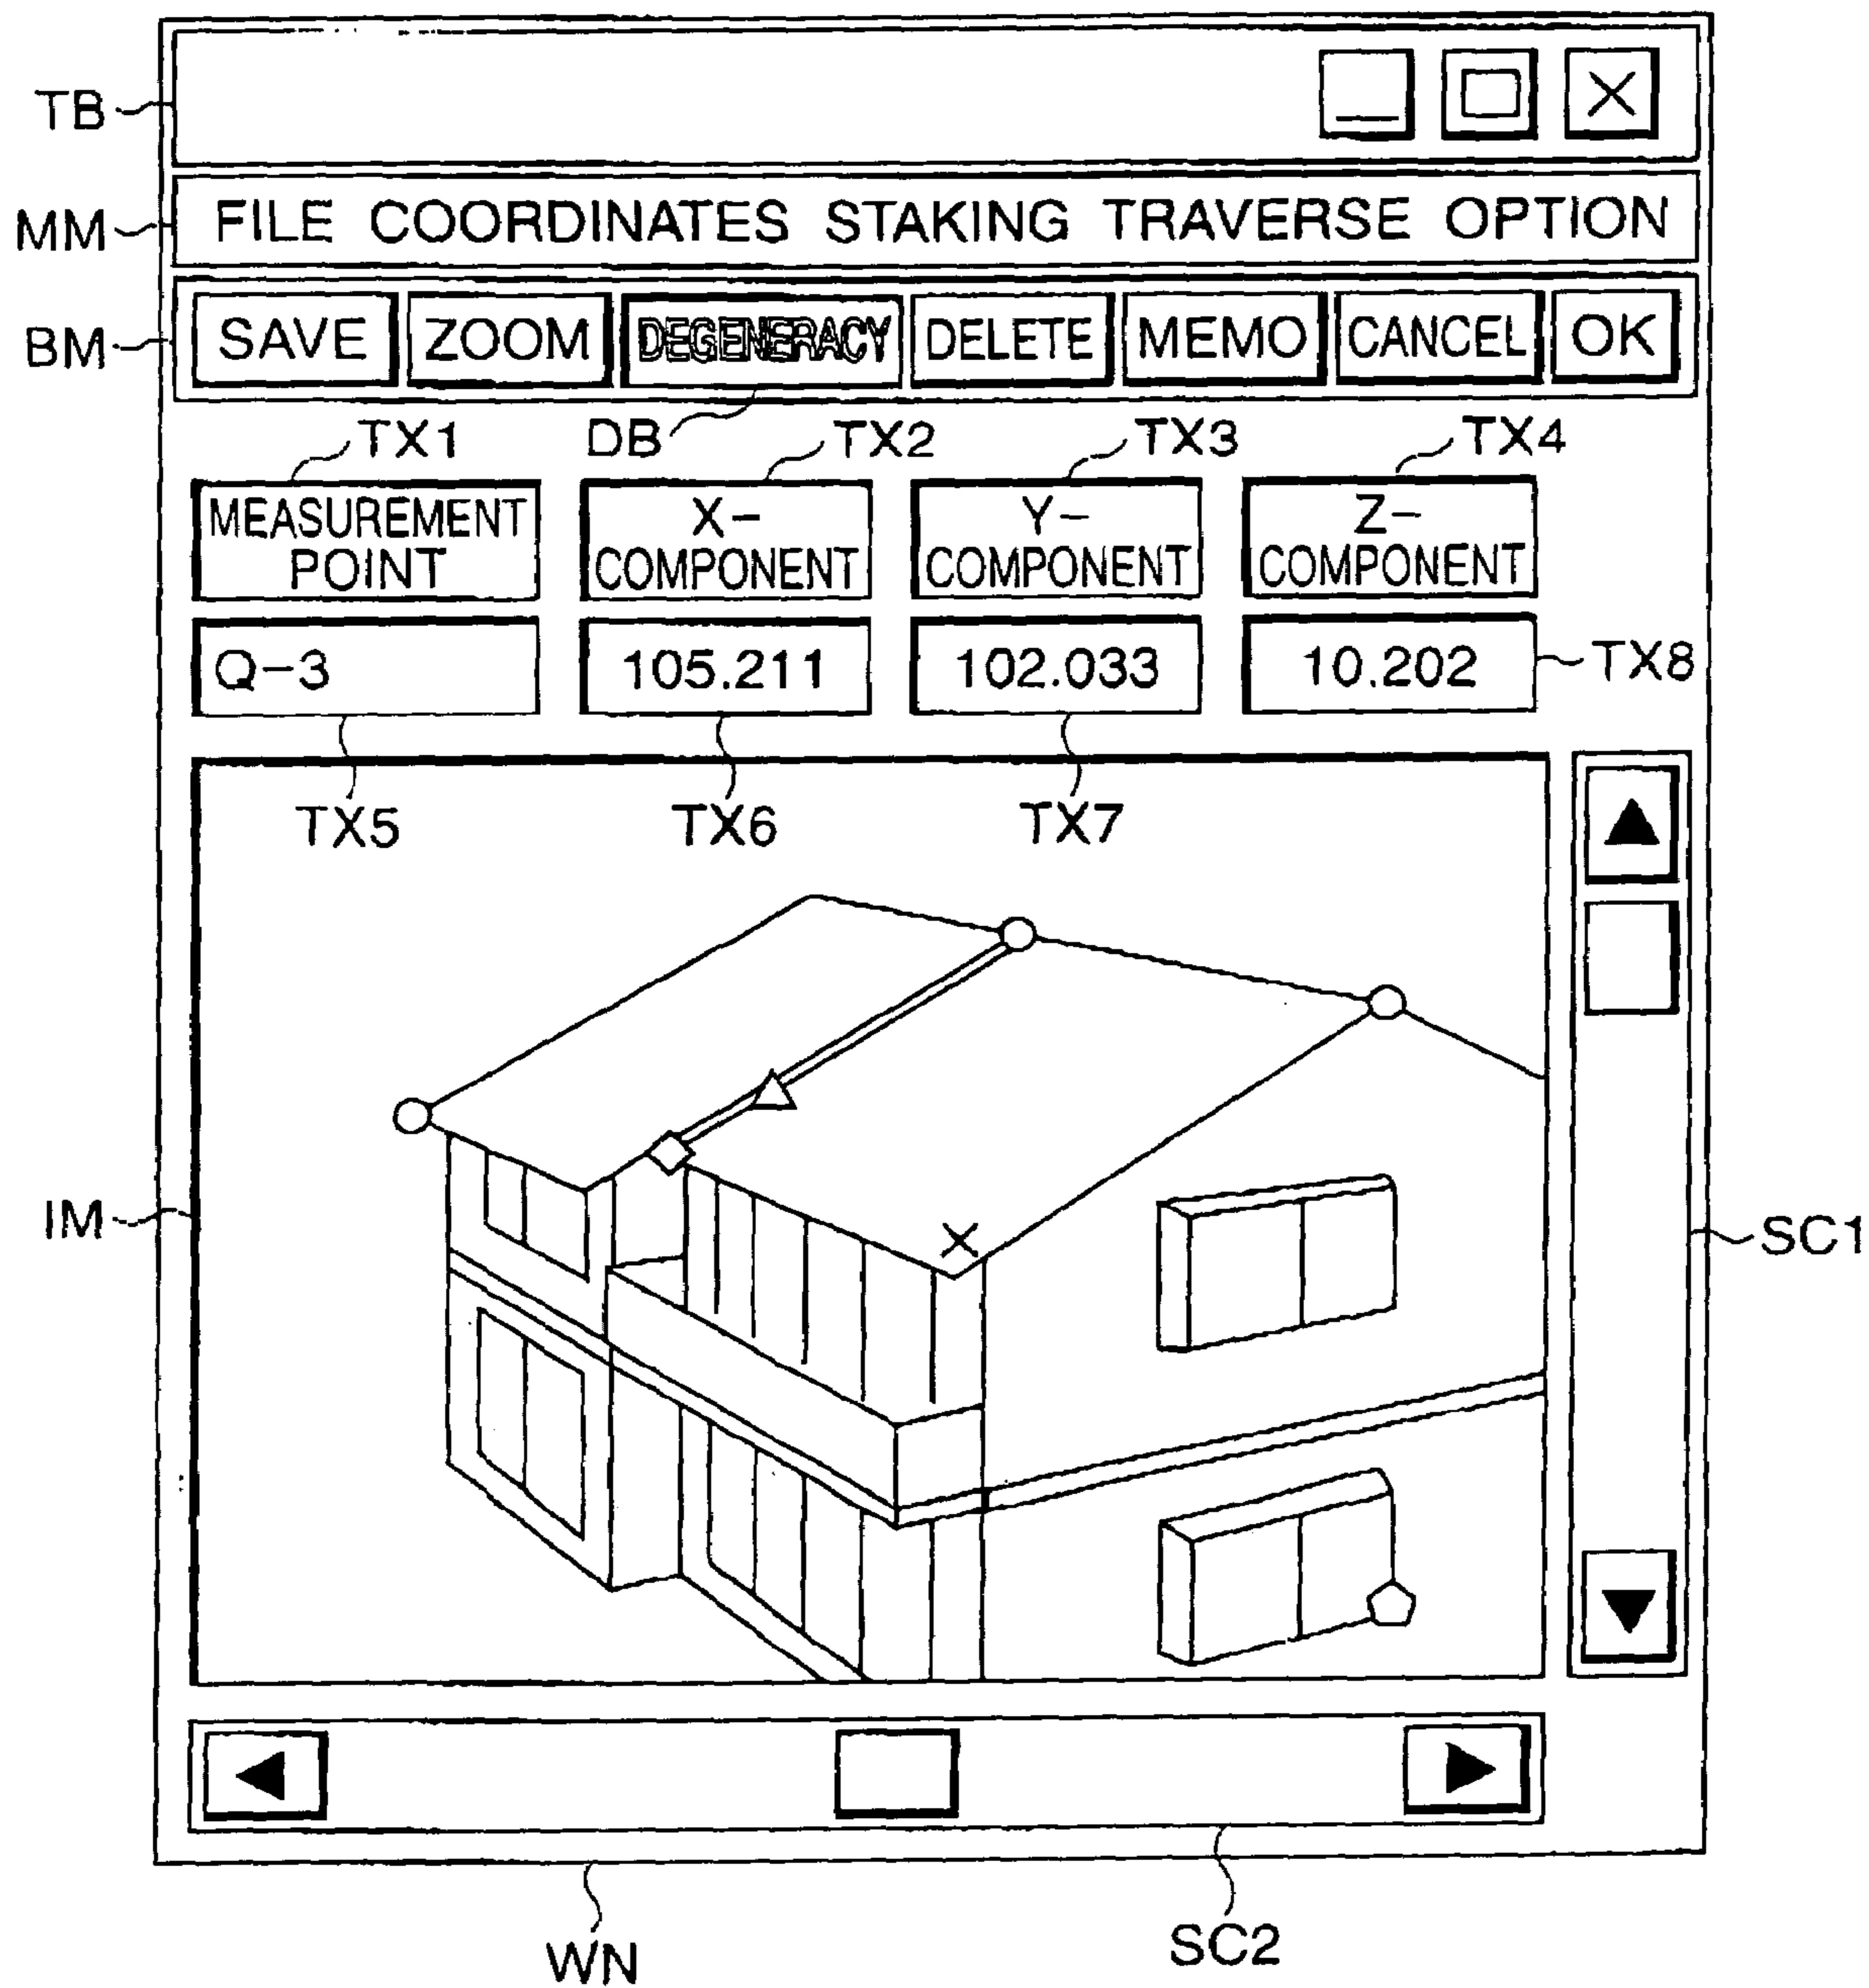 TB
MM FILE COORDINATES STAKING TRAVERSE OPTION
BM SAVE ZOOM DEGENERACY DELETE MEMO CANCEL OK
TX1 DB TX2 TX3 TX4
MEASUREMENT POINT
X-COMPONENT
Y-COMPONENT
Z-COMPONENT
Q-3 105.211 102.033 10.202 TX8
TX5 TX6 TX7
IM
SC1
SC2
WN